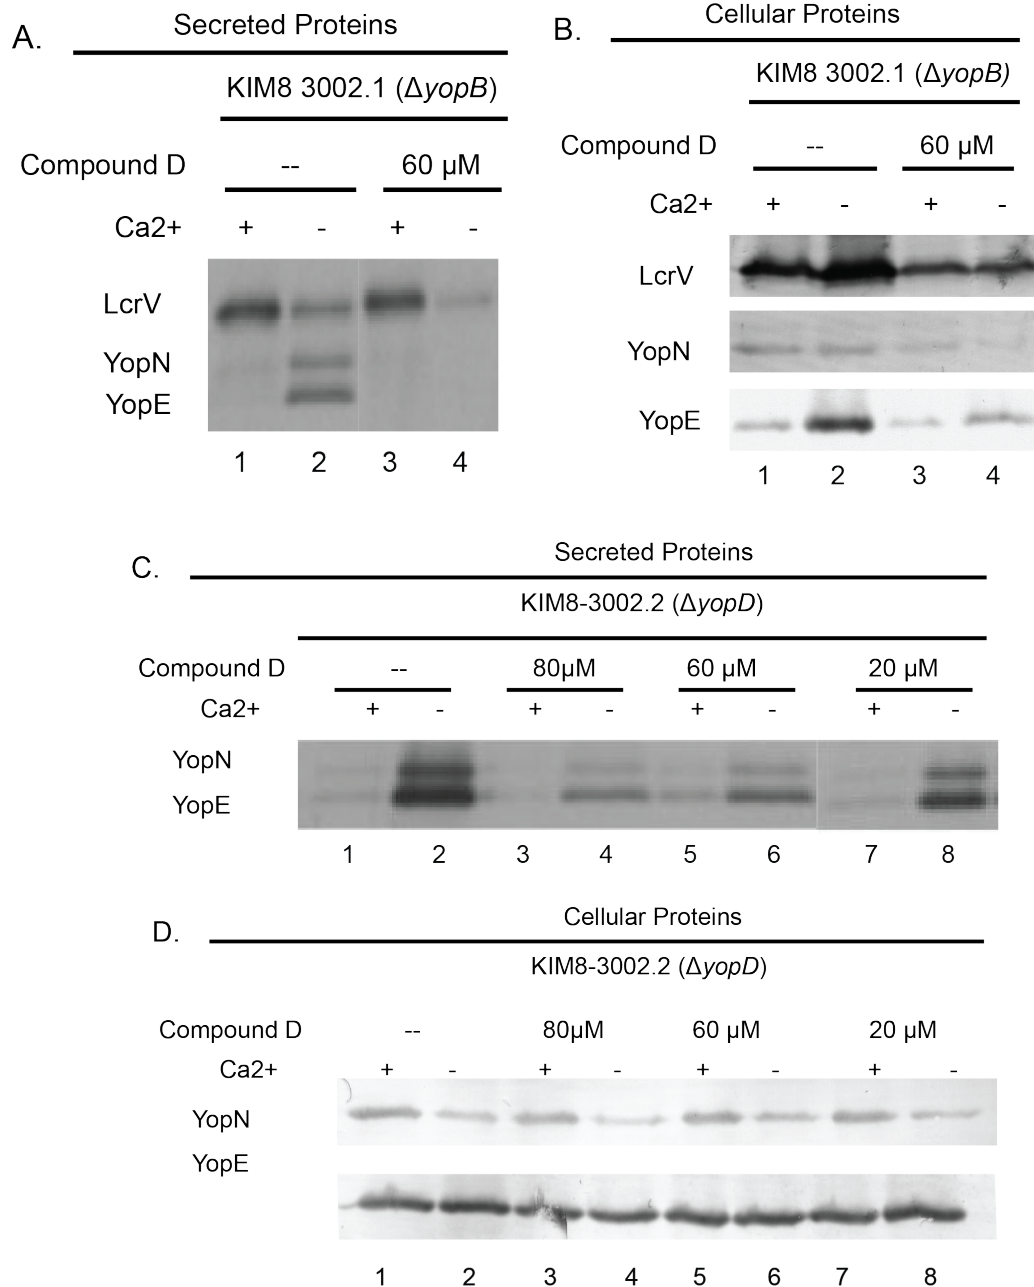 A.
Secreted Proteins
KIM8 3002.1 (ΔyopB)
Compound D -- 60 µM
Ca2+ + - + -
LcrV
YopN
YopE
1 2 3 4
B.
Cellular Proteins
KIM8 3002.1 (ΔyopB)
Compound D -- 60 µM
Ca2+ + - + -
LcrV
YopN
YopE
1 2 3 4
C.
Secreted Proteins
KIM8-3002.2 (ΔyopD)
Compound D -- 80µM 60 µM 20 µM
Ca2+ + - + - + - + -
YopN
YopE
1 2 3 4 5 6 7 8
D.
Cellular Proteins
KIM8-3002.2 (ΔyopD)
Compound D -- 80µM 60 µM 20 µM
Ca2+ + - + - + - + -
YopN
YopE
1 2 3 4 5 6 7 8